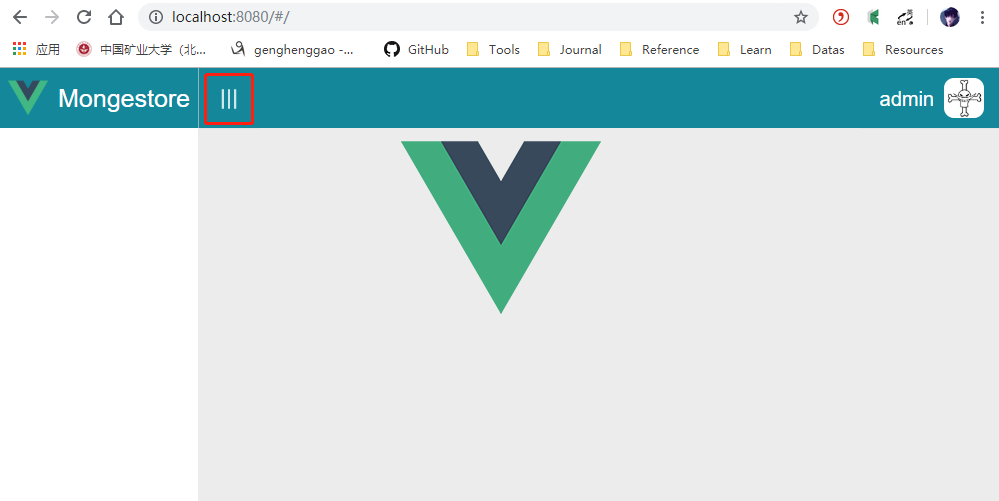 localhost:8080/#/
应用 中国矿业大学（北... genghenggao -... GitHub Tools Journal Reference Learn Datas Resources
Mongestore admin